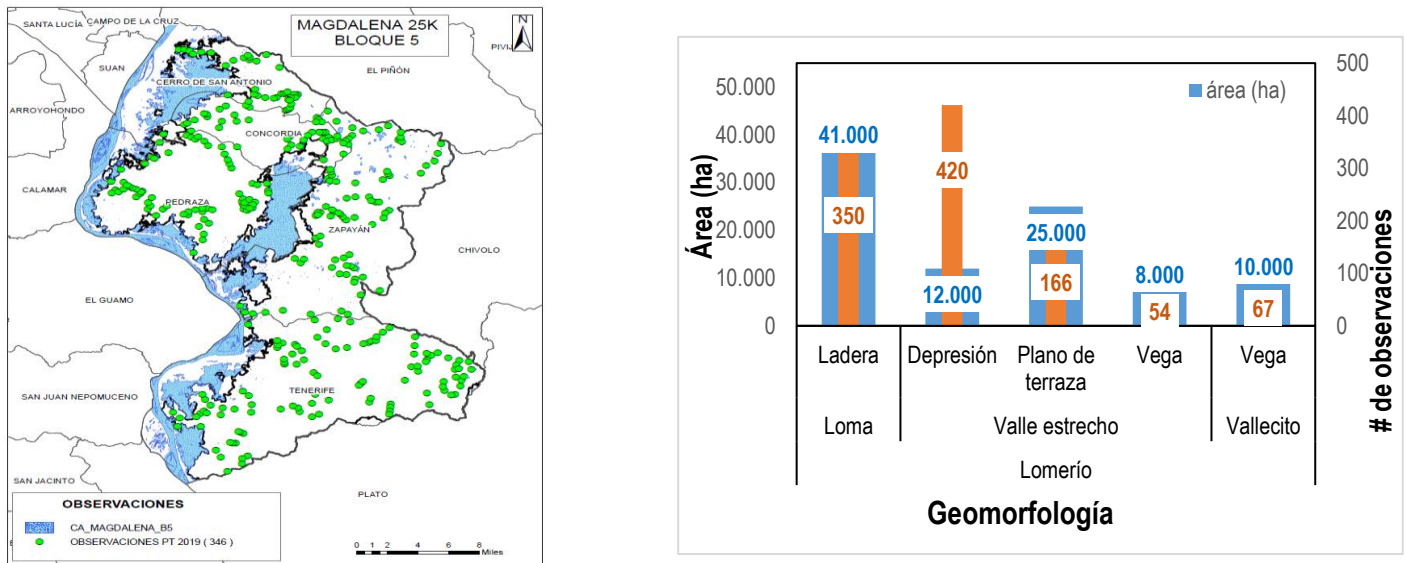 SANTA LUCÍA
CAMPO DE LA CRUZ
MAGDALENA 25K
BLOQUE 5
N
SUAN
PIVIJ
EL PIÑÓN
CERRO DE SAN ANTONIO
ARROYOHONDO
CONCORDIA
CALAMAR
PEDRAZA
ZAPAYÁN
CHIVOLO
EL GUAMO
SAN JUAN NEPOMUCENO
TENERIFE
SAN JACINTO
PLATO
OBSERVACIONES
CA_MAGDALENA_B5
OBSERVACIONES PT 2019 ( 346 )
0 1 2 4 6 8
Miles
Área (ha)
50.000
40.000
30.000
20.000
10.000
0
área (ha)
41.000
350
420
12.000
25.000
166
8.000
54
10.000
67
500
400
300
200
100
0
# de observaciones
Ladera Depresión Plano de terraza Vega Vega
Loma Valle estrecho Vallecito
Lomerío
Geomorfología